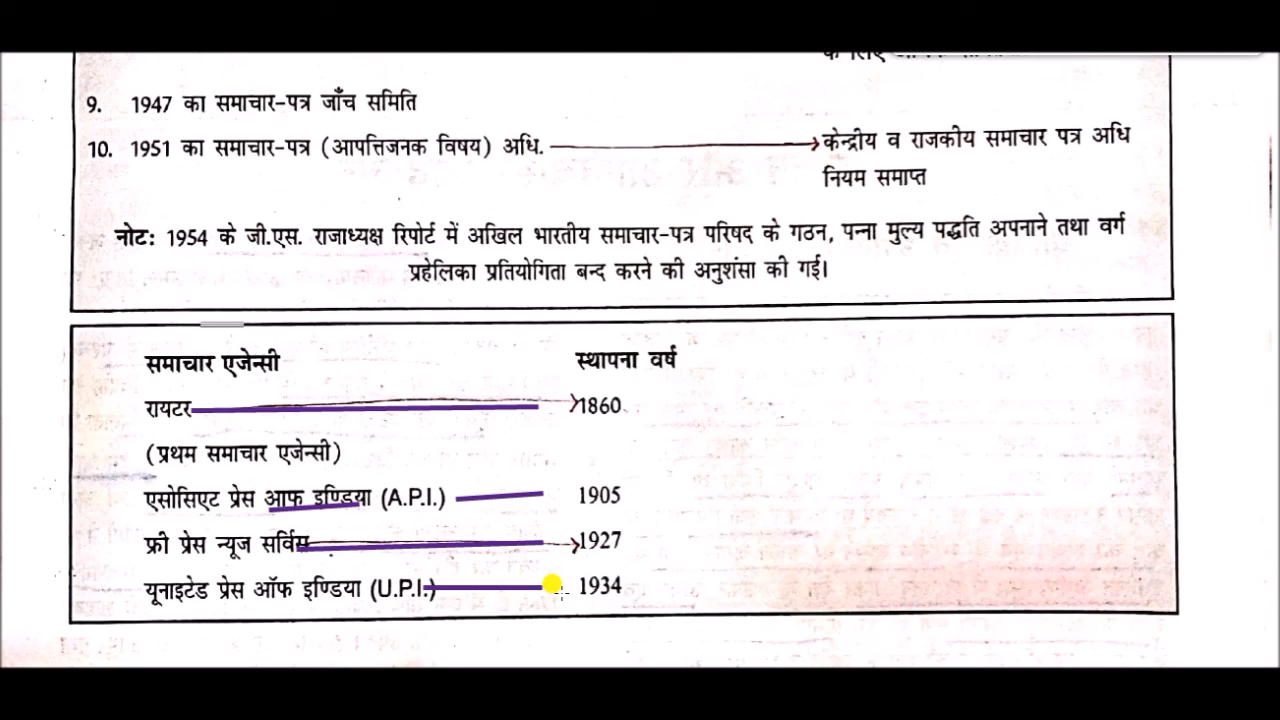 के लिए
9. 1947 का समाचार-पत्र जाँच समिति
10. 1951 का समाचार-पत्र (आपत्तिजनक विषय) अधि. केन्द्रीय व राजकीय समाचार पत्र अधि
नियम समाप्त
नोट: 1954 के जी.एस. राजाध्यक्ष रिपोर्ट में अखिल भारतीय समाचार-पत्र परिषद के गठन, पन्ना मुल्य पद्धति अपनाने तथा वर्ग
प्रहेलिका प्रतियोगिता बन्द करने की अनुशंसा की गई।
समाचार एजेन्सी स्थापना वर्ष
रायटर 1860
(प्रथम समाचार एजेन्सी)
एसोसिएट प्रेस आफ इण्डिया (A.P.I.) 1905
फ्री प्रेस न्यूज सर्विस 1927
यूनाइटेड प्रेस ऑफ इण्डिया (U.P.I.) 1934